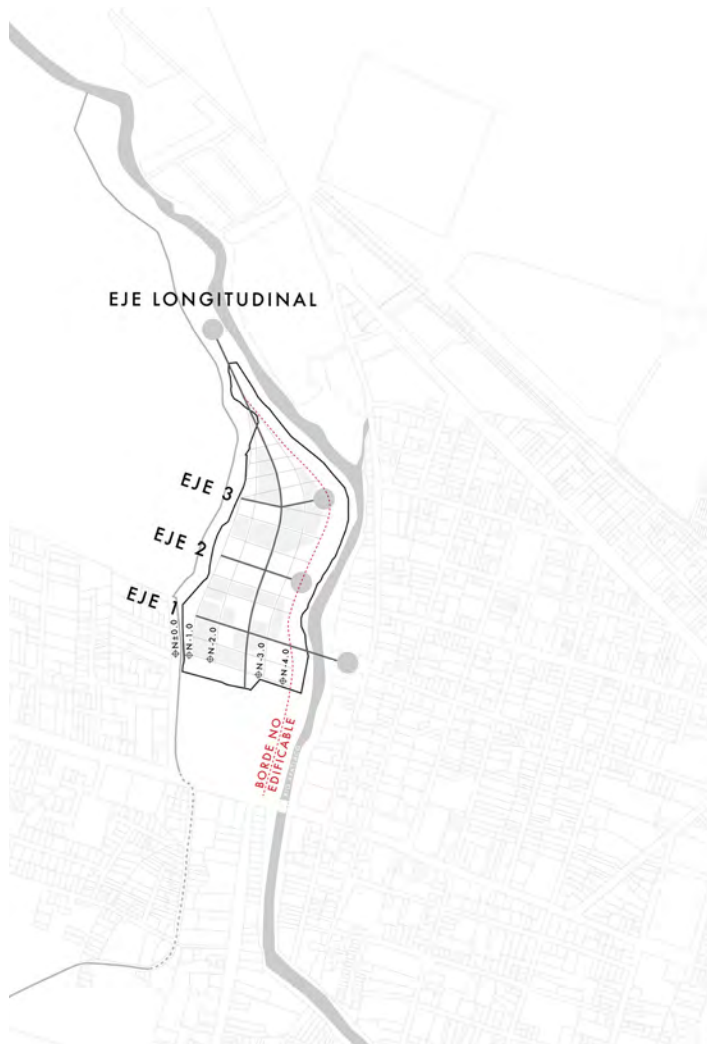 EJE LONGITUDINAL
EJE 3
EJE 2
EJE 1
N±0.0
N-1.0
N-2.0
N-3.0
N-4.0
BORDE NO
EDIFICABLE